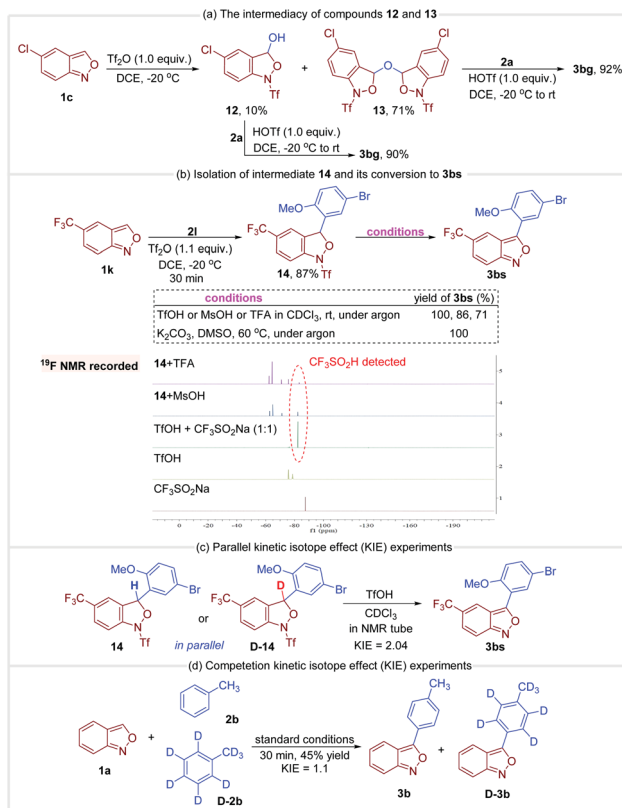 (a) The intermediacy of compounds 12 and 13
Cl
O
N
1c
Tf2O (1.0 equiv.)
DCE, -20 °C
Cl
OH
O
N
Tf
12, 10%
+
Cl
Cl
O
O
O
N
N
Tf
Tf
13, 71%
2a
HOTf (1.0 equiv.)
DCE, -20 °C to rt
3bg, 92%
2a
HOTf (1.0 equiv.)
DCE, -20 °C to rt
3bg, 90%
(b) Isolation of intermediate 14 and its conversion to 3bs
F3C
O
N
1k
2l
Tf2O (1.1 equiv.)
DCE, -20 °C
30 min
MeO
Br
F3C
O
N
Tf
14, 87%
conditions
MeO
Br
F3C
O
N
3bs
conditions yield of 3bs (%)
TfOH or MsOH or TFA in CDCl3, rt, under argon 100, 86, 71
K2CO3, DMSO, 60 °C, under argon 100
19F NMR recorded
14+TFA
CF3SO2H detected
5
14+MsOH
4
TfOH + CF3SO2Na (1:1)
3
TfOH
2
CF3SO2Na
1
0 -20 -40 -60 -80 -100 -120 -140 -160 -190
f1 (ppm)
(c) Parallel kinetic isotope effect (KIE) experiments
MeO
H
Br
F3C
O
N
Tf
14
or
in parallel
MeO
D
Br
F3C
O
N
Tf
D-14
TfOH
CDCl3
in NMR tube
KIE = 2.04
MeO
Br
F3C
O
N
3bs
(d) Competetion kinetic isotope effect (KIE) experiments
O
N
1a
+
CH3
2b
D
CD3
D
D
D
D
D-2b
standard conditions
30 min, 45% yield
KIE = 1.1
CH3
O
N
3b
+
CD3
D
D
D
D
O
N
D-3b